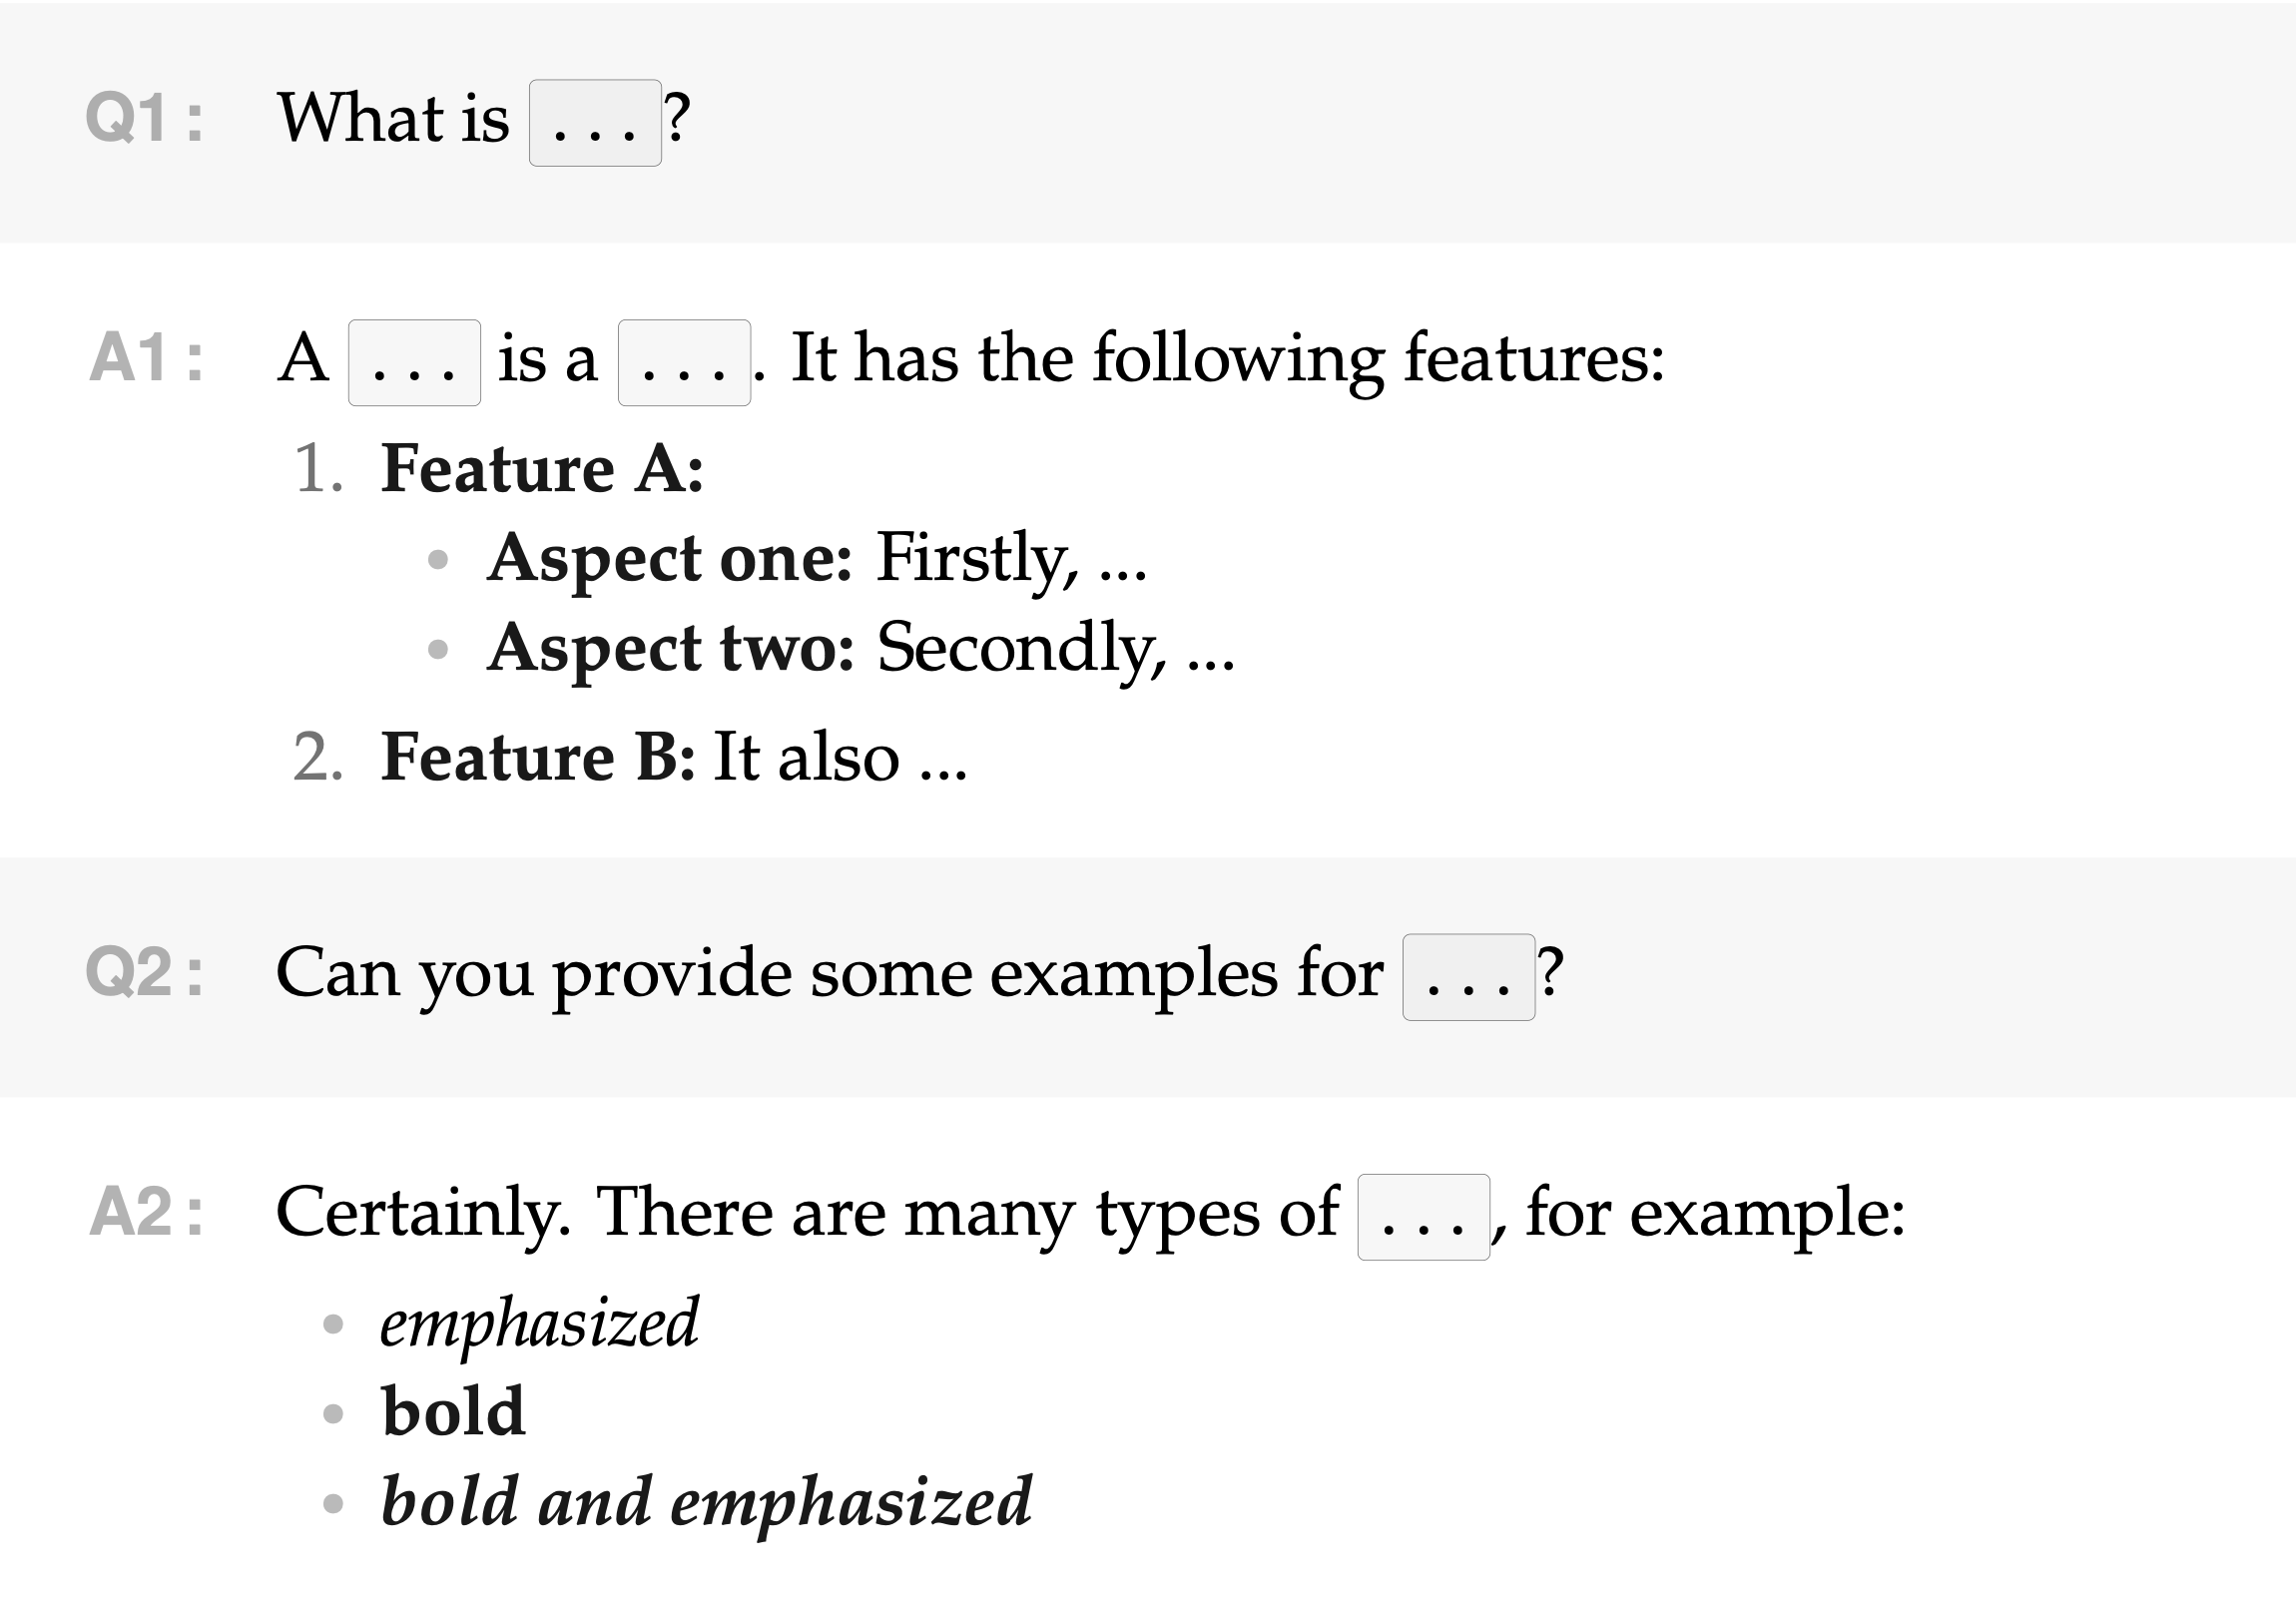 Q1: What is ...?
A1: A ... is a .... It has the following features:
1. Feature A:
• Aspect one: Firstly, ...
• Aspect two: Secondly, ...
2. Feature B: It also ...
Q2: Can you provide some examples for ...?
A2: Certainly. There are many types of ..., for example:
• emphasized
• bold
• bold and emphasized